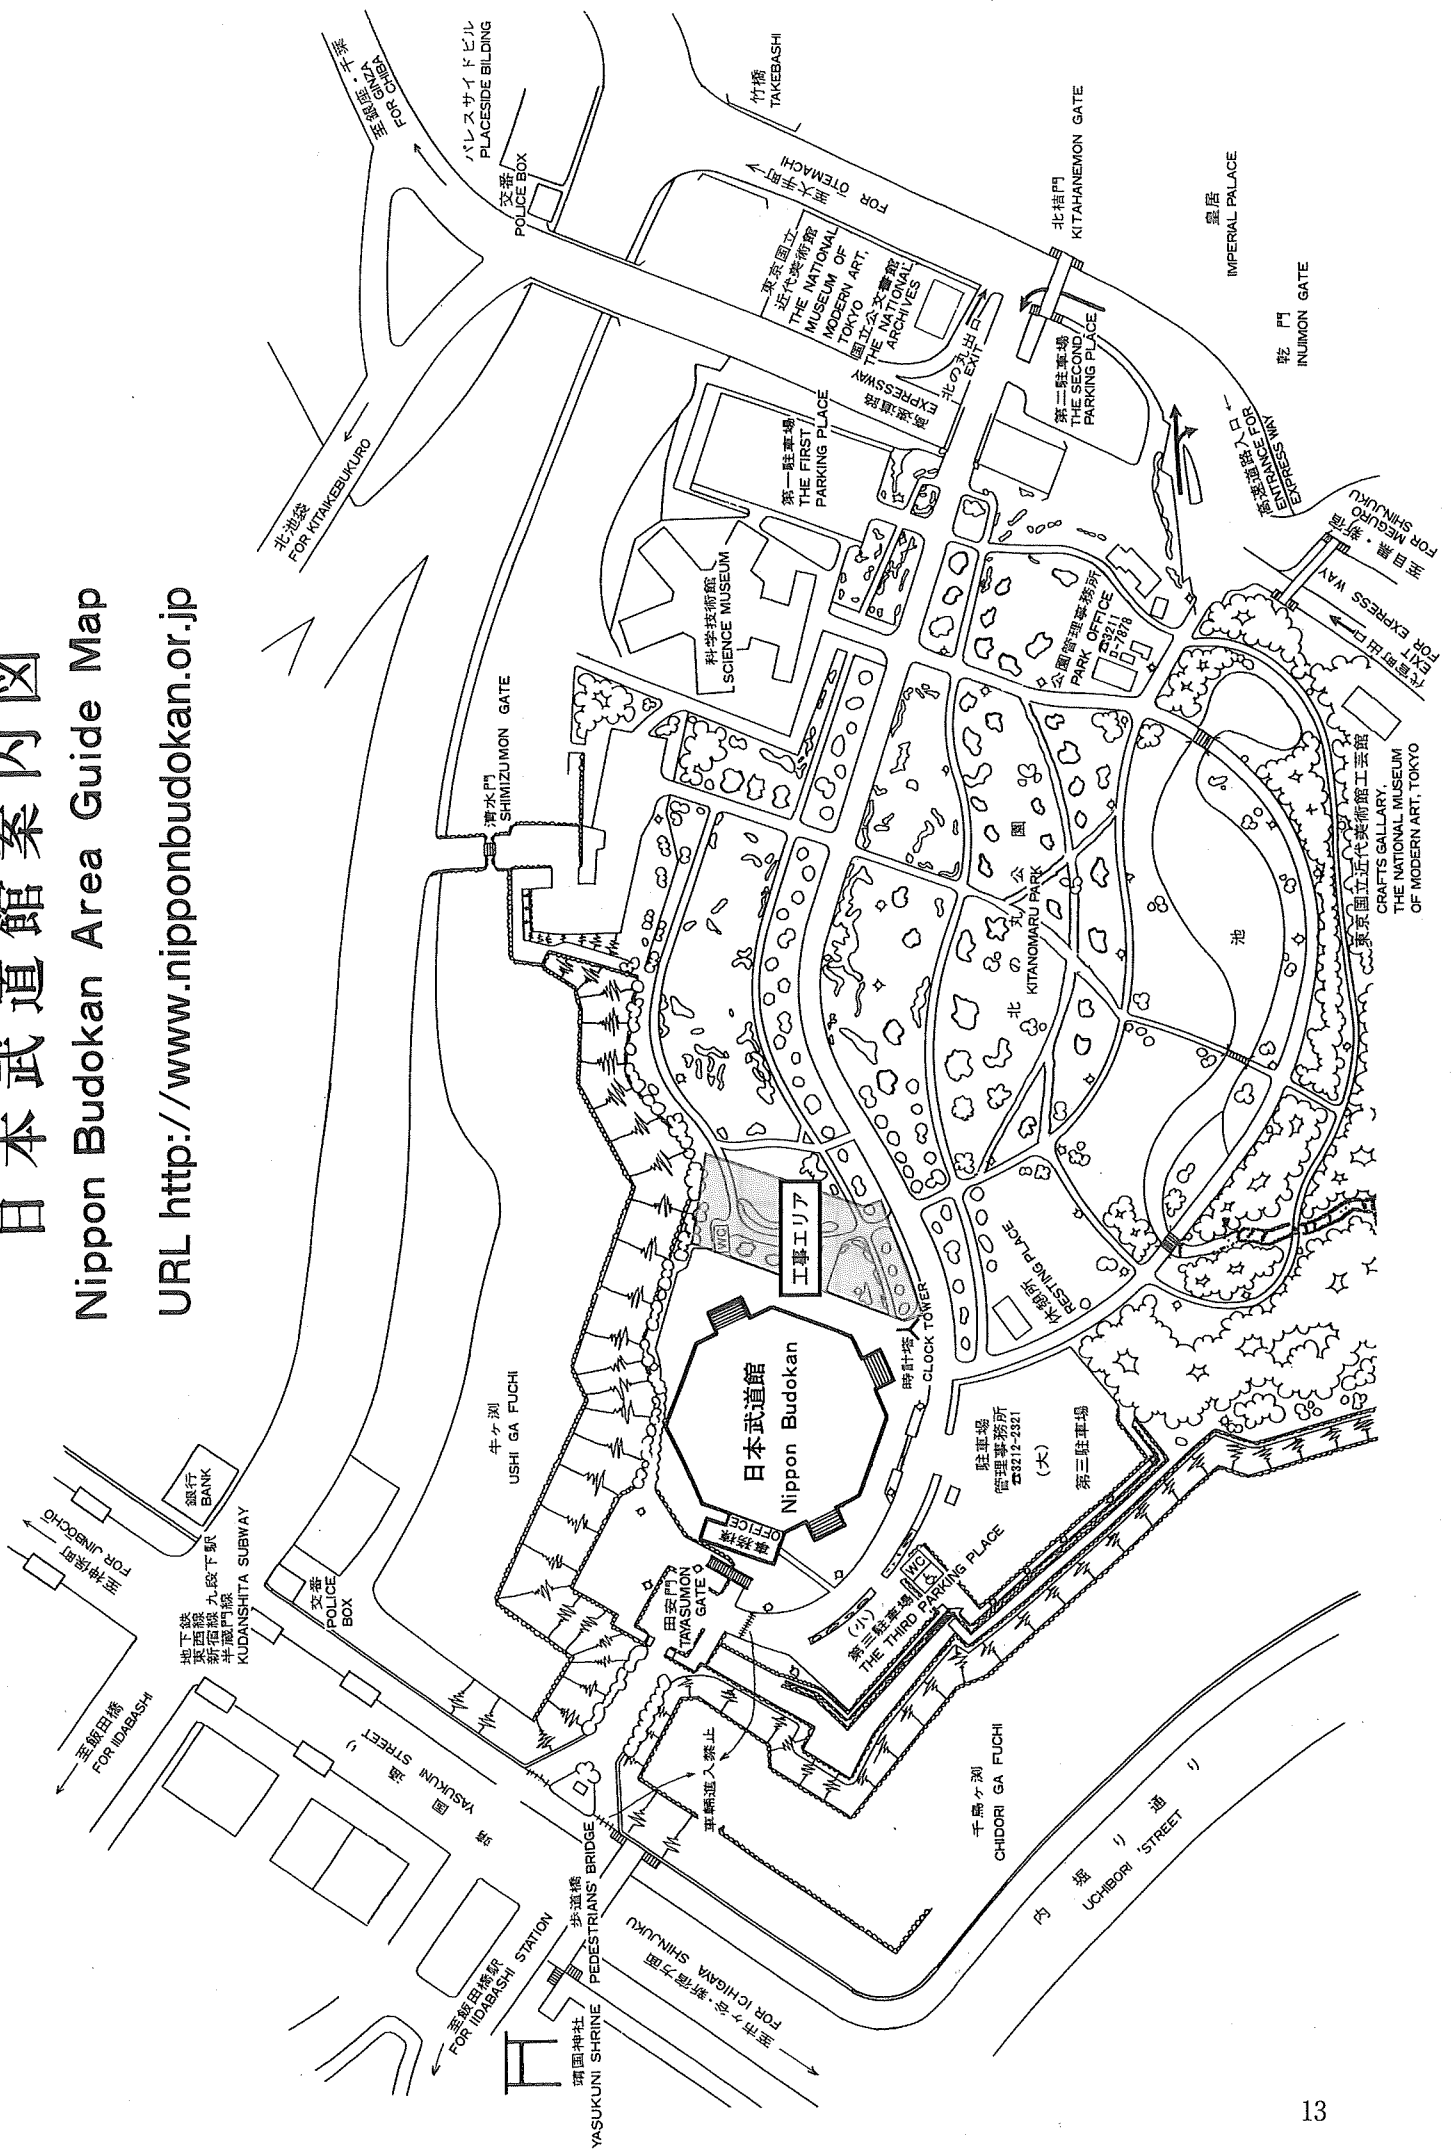 日本武道館案内図
Nippon Budokan Area Guide Map
URL http://www.nipponbudokan.or.jp
至銀座・千葉
FOR GINZA
FOR CHIBA
パレスサイドビル
PLACESIDE BILDING
交番
POLICE BOX
竹橋
TAKEBASHI
至大手町
FOR OTEMACHI
北桔門
KITAHANEMON GATE
皇居
IMPERIAL PALACE
乾門
INUIMON GATE
東京国立
近代美術館
THE NATIONAL
MUSEUM OF
MODERN ART,
TOKYO
国立公文書館
THE NATIONAL
ARCHIVES
高速道路
EXPRESSWAY
北の丸出口
EXIT
第二駐車場
THE SECOND
PARKING PLACE
高速道路入口
ENTRANCE FOR
EXPRESS WAY
至目黒・新宿
FOR MEGURO
SHINJUKU
代官町出口
EXIT
FOR EXPRESS WAY
北池袋
FOR KITAIKEBUKURO
第一駐車場
THE FIRST
PARKING PLACE
科学技術館
SCIENCE MUSEUM
公園管理事務所
PARK OFFICE
☎3211
-7878
清水門
SHIMIZUMON GATE
北の丸公園
KITANOMARU PARK
池
東京国立近代美術館工芸館
CRAFTS GALLARY,
THE NATIONAL MUSEUM
OF MODERN ART, TOKYO
WC
工事エリア
休憩所
RESTING PLACE
時計塔
CLOCK TOWER
日本武道館
Nippon Budokan
事務棟
OFFICE
牛ヶ渕
USHI GA FUCHI
駐車場
管理事務所
☎3212-2321
(大)
第三駐車場
WC
(小)
第三駐車場
THE THIRD PARKING PLACE
田安門
TAYASUMON
GATE
車輌進入禁止
銀行
BANK
至神保町
FOR JINBOCHO
地下鉄
東西線
新宿線 九段下駅
半蔵門線
KUDANSHITA SUBWAY
交番
POLICE
BOX
至飯田橋
FOR IIDABASHI
靖国通り
YASUKUNI STREET
歩道橋
PEDESTRIANS' BRIDGE
至飯田橋駅
FOR IIDABASHI STATION
靖国神社
YASUKUNI SHRINE
至市ヶ谷・新宿方面
FOR ICHIGAYA SHINJUKU
千鳥ヶ渕
CHIDORI GA FUCHI
内堀り通り
UCHIBORI 'STREET
13